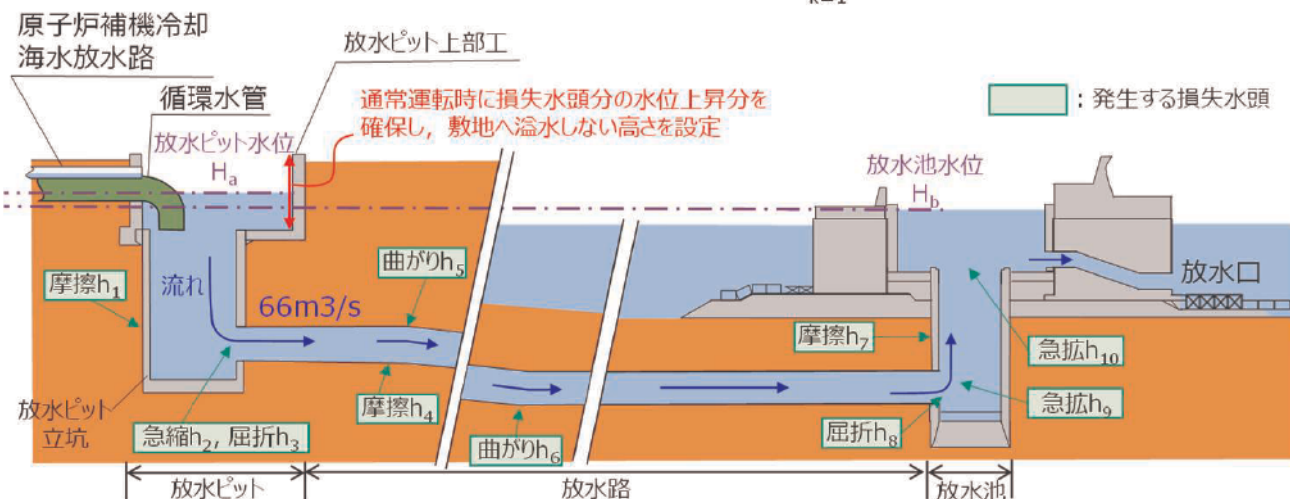 k=1
原子炉補機冷却
海水放水路
放水ピット上部工
循環水管
通常運転時に損失水頭分の水位上昇分を
確保し，敷地へ溢水しない高さを設定
：発生する損失水頭
放水ピット水位
Ha
放水池水位
Hb
摩擦h1
流れ
66m3/s
曲がりh5
放水口
摩擦h7
急拡h10
放水ピット
立坑
急縮h2，屈折h3
摩擦h4
曲がりh6
屈折h8
急拡h9
放水ピット
放水路
放水池